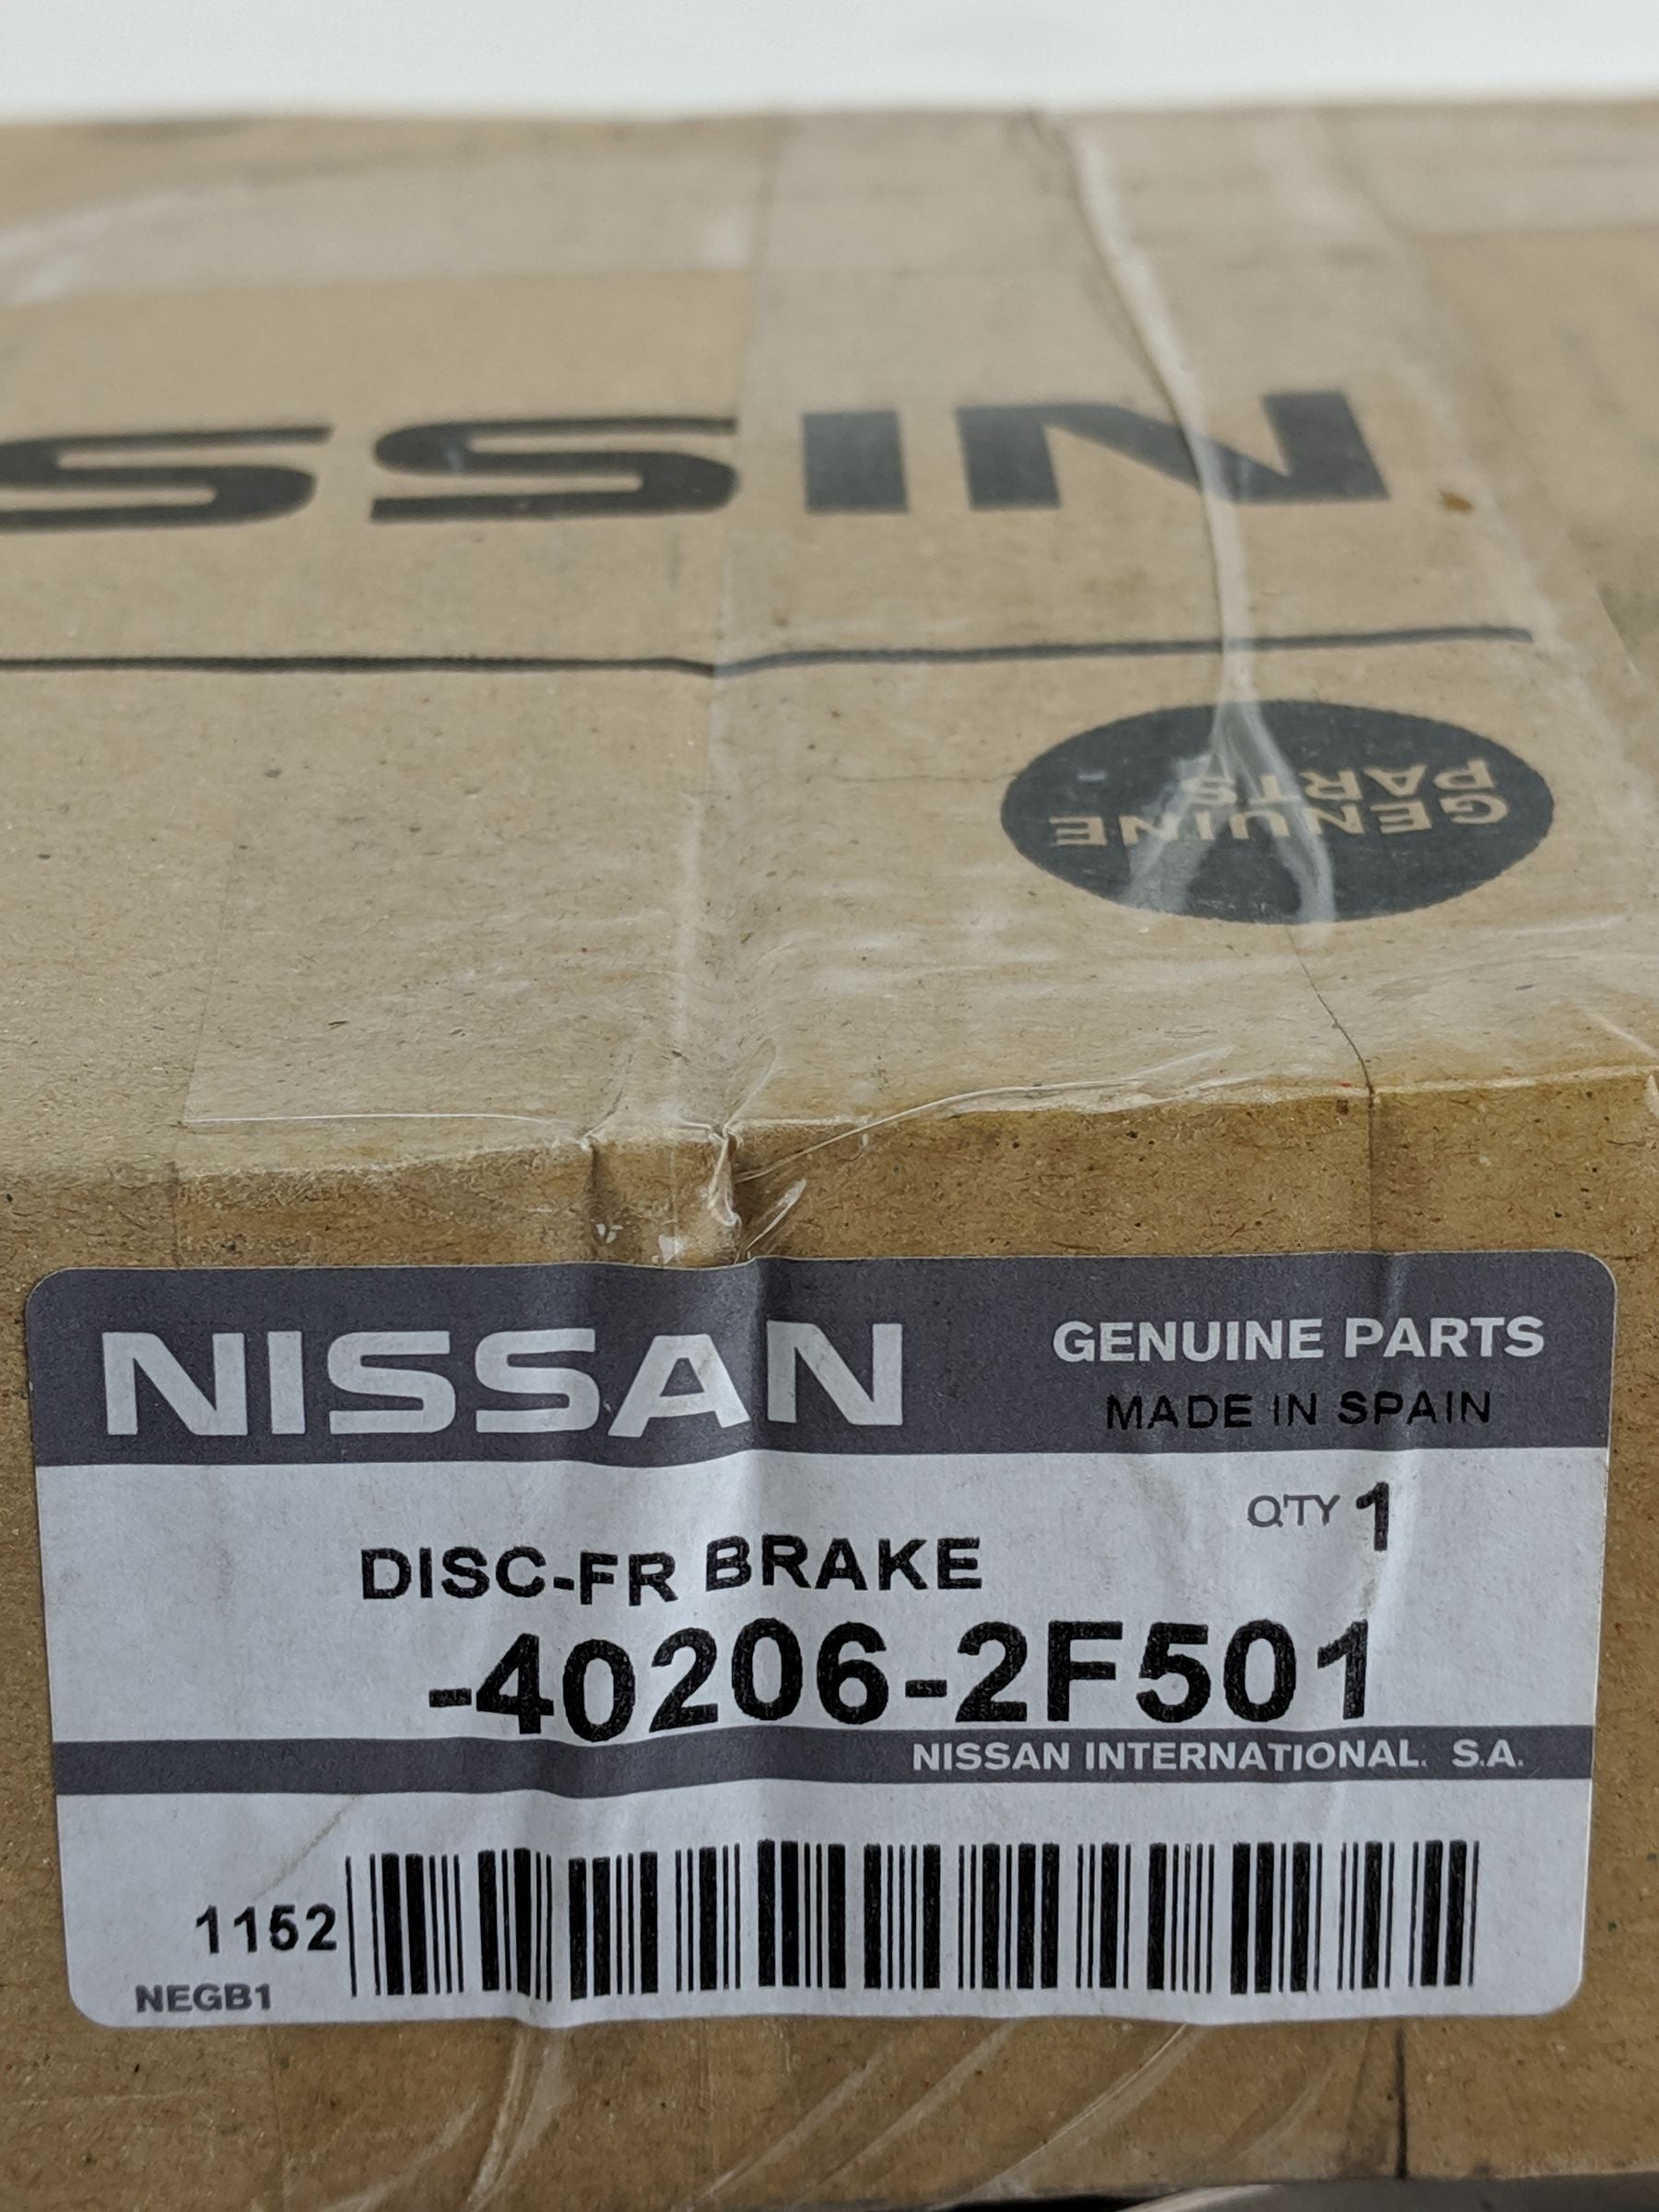 NISS
GENUINE
PARTS
NISSAN
GENUINE PARTS
MADE IN SPAIN
QTY 1
DISC-FR BRAKE
-40206-2F501
NISSAN INTERNATIONAL. S.A.
1152
NEGB1